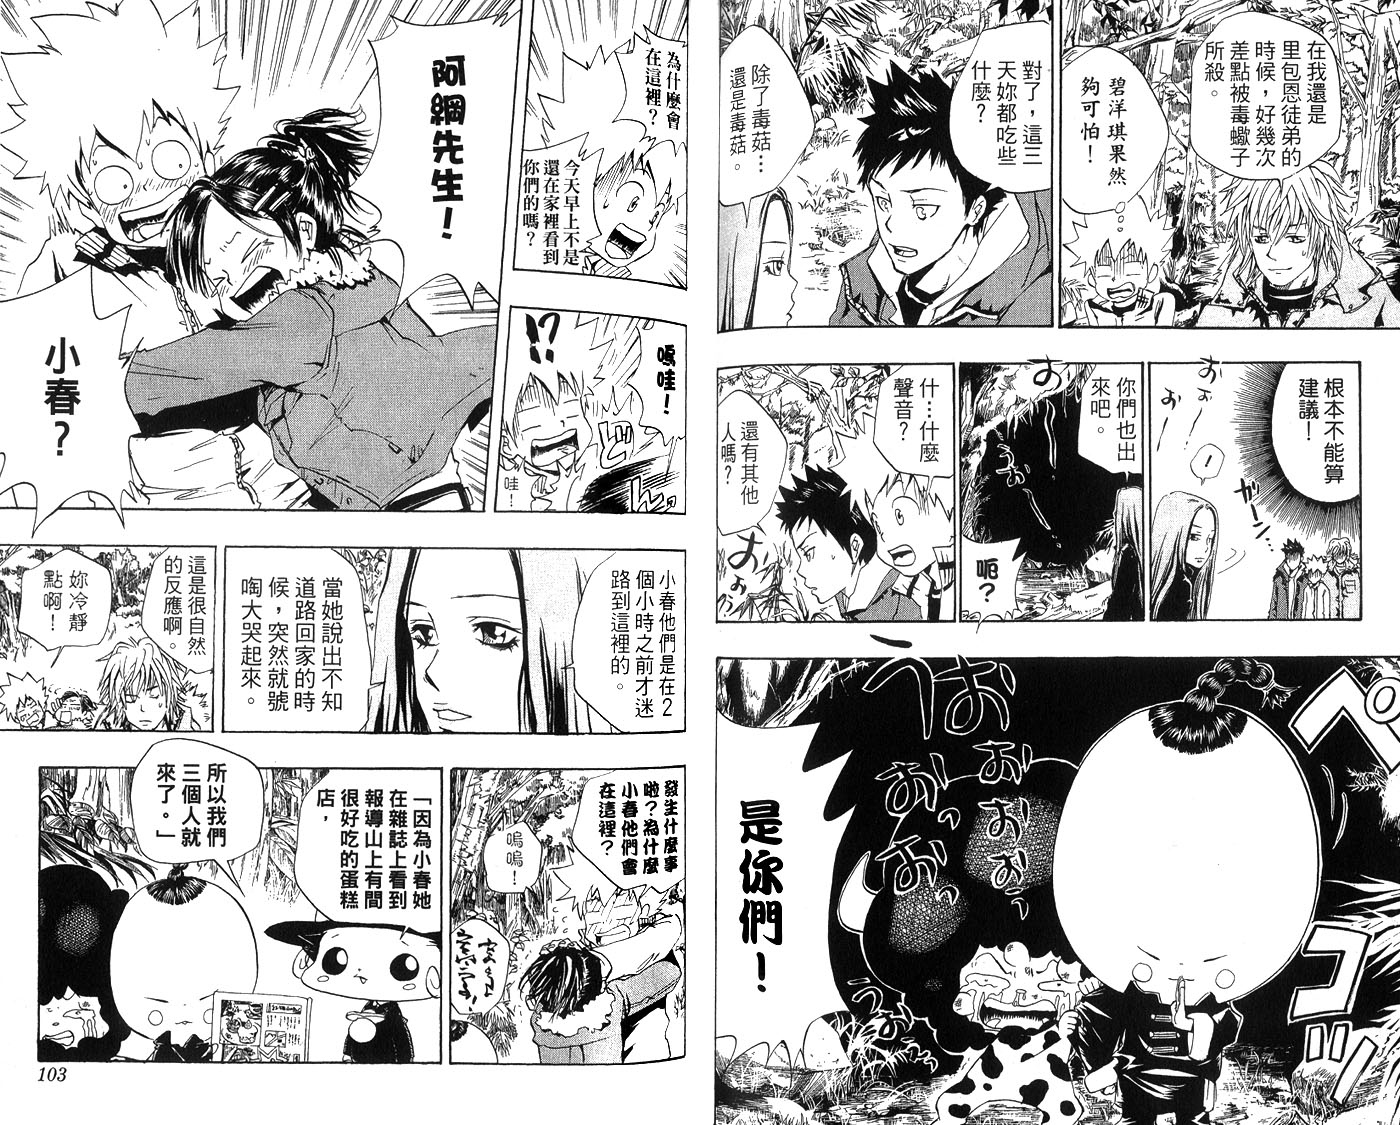 在我還是
里包恩徒弟的
時候，好幾次
差點被毒蠍子
所殺。
碧洋琪果然
夠可怕！
對了，這三
天妳都吃些
什麼？
除了毒菇…
還是毒菇。
根本不能算
建議！
！
ガーン
你們也出
來吧。
呃？
什…什麼
聲音？
還有其他
人嗎？
ペコッ
是你們！
為什麼會
在這裡？
今天早上不是
還在家裡看到
你們的嗎？
嗚哇！
!?
哇！
阿綱先生！
小春？
小春他們是在2
個小時之前才迷
路到這裡的。
當她說出不知
道路回家的時
候，突然就號
啕大哭起來。
這是很自然
的反應啊。
妳冷靜
點啊！
發生什麼事
啦？為什麼
小春他們會
在這裡？
嗚嗚！
「因為小春她
在雜誌上看到
報導山上有間
很好吃的蛋糕
店，
所以我們
三個人就
來了。」
103